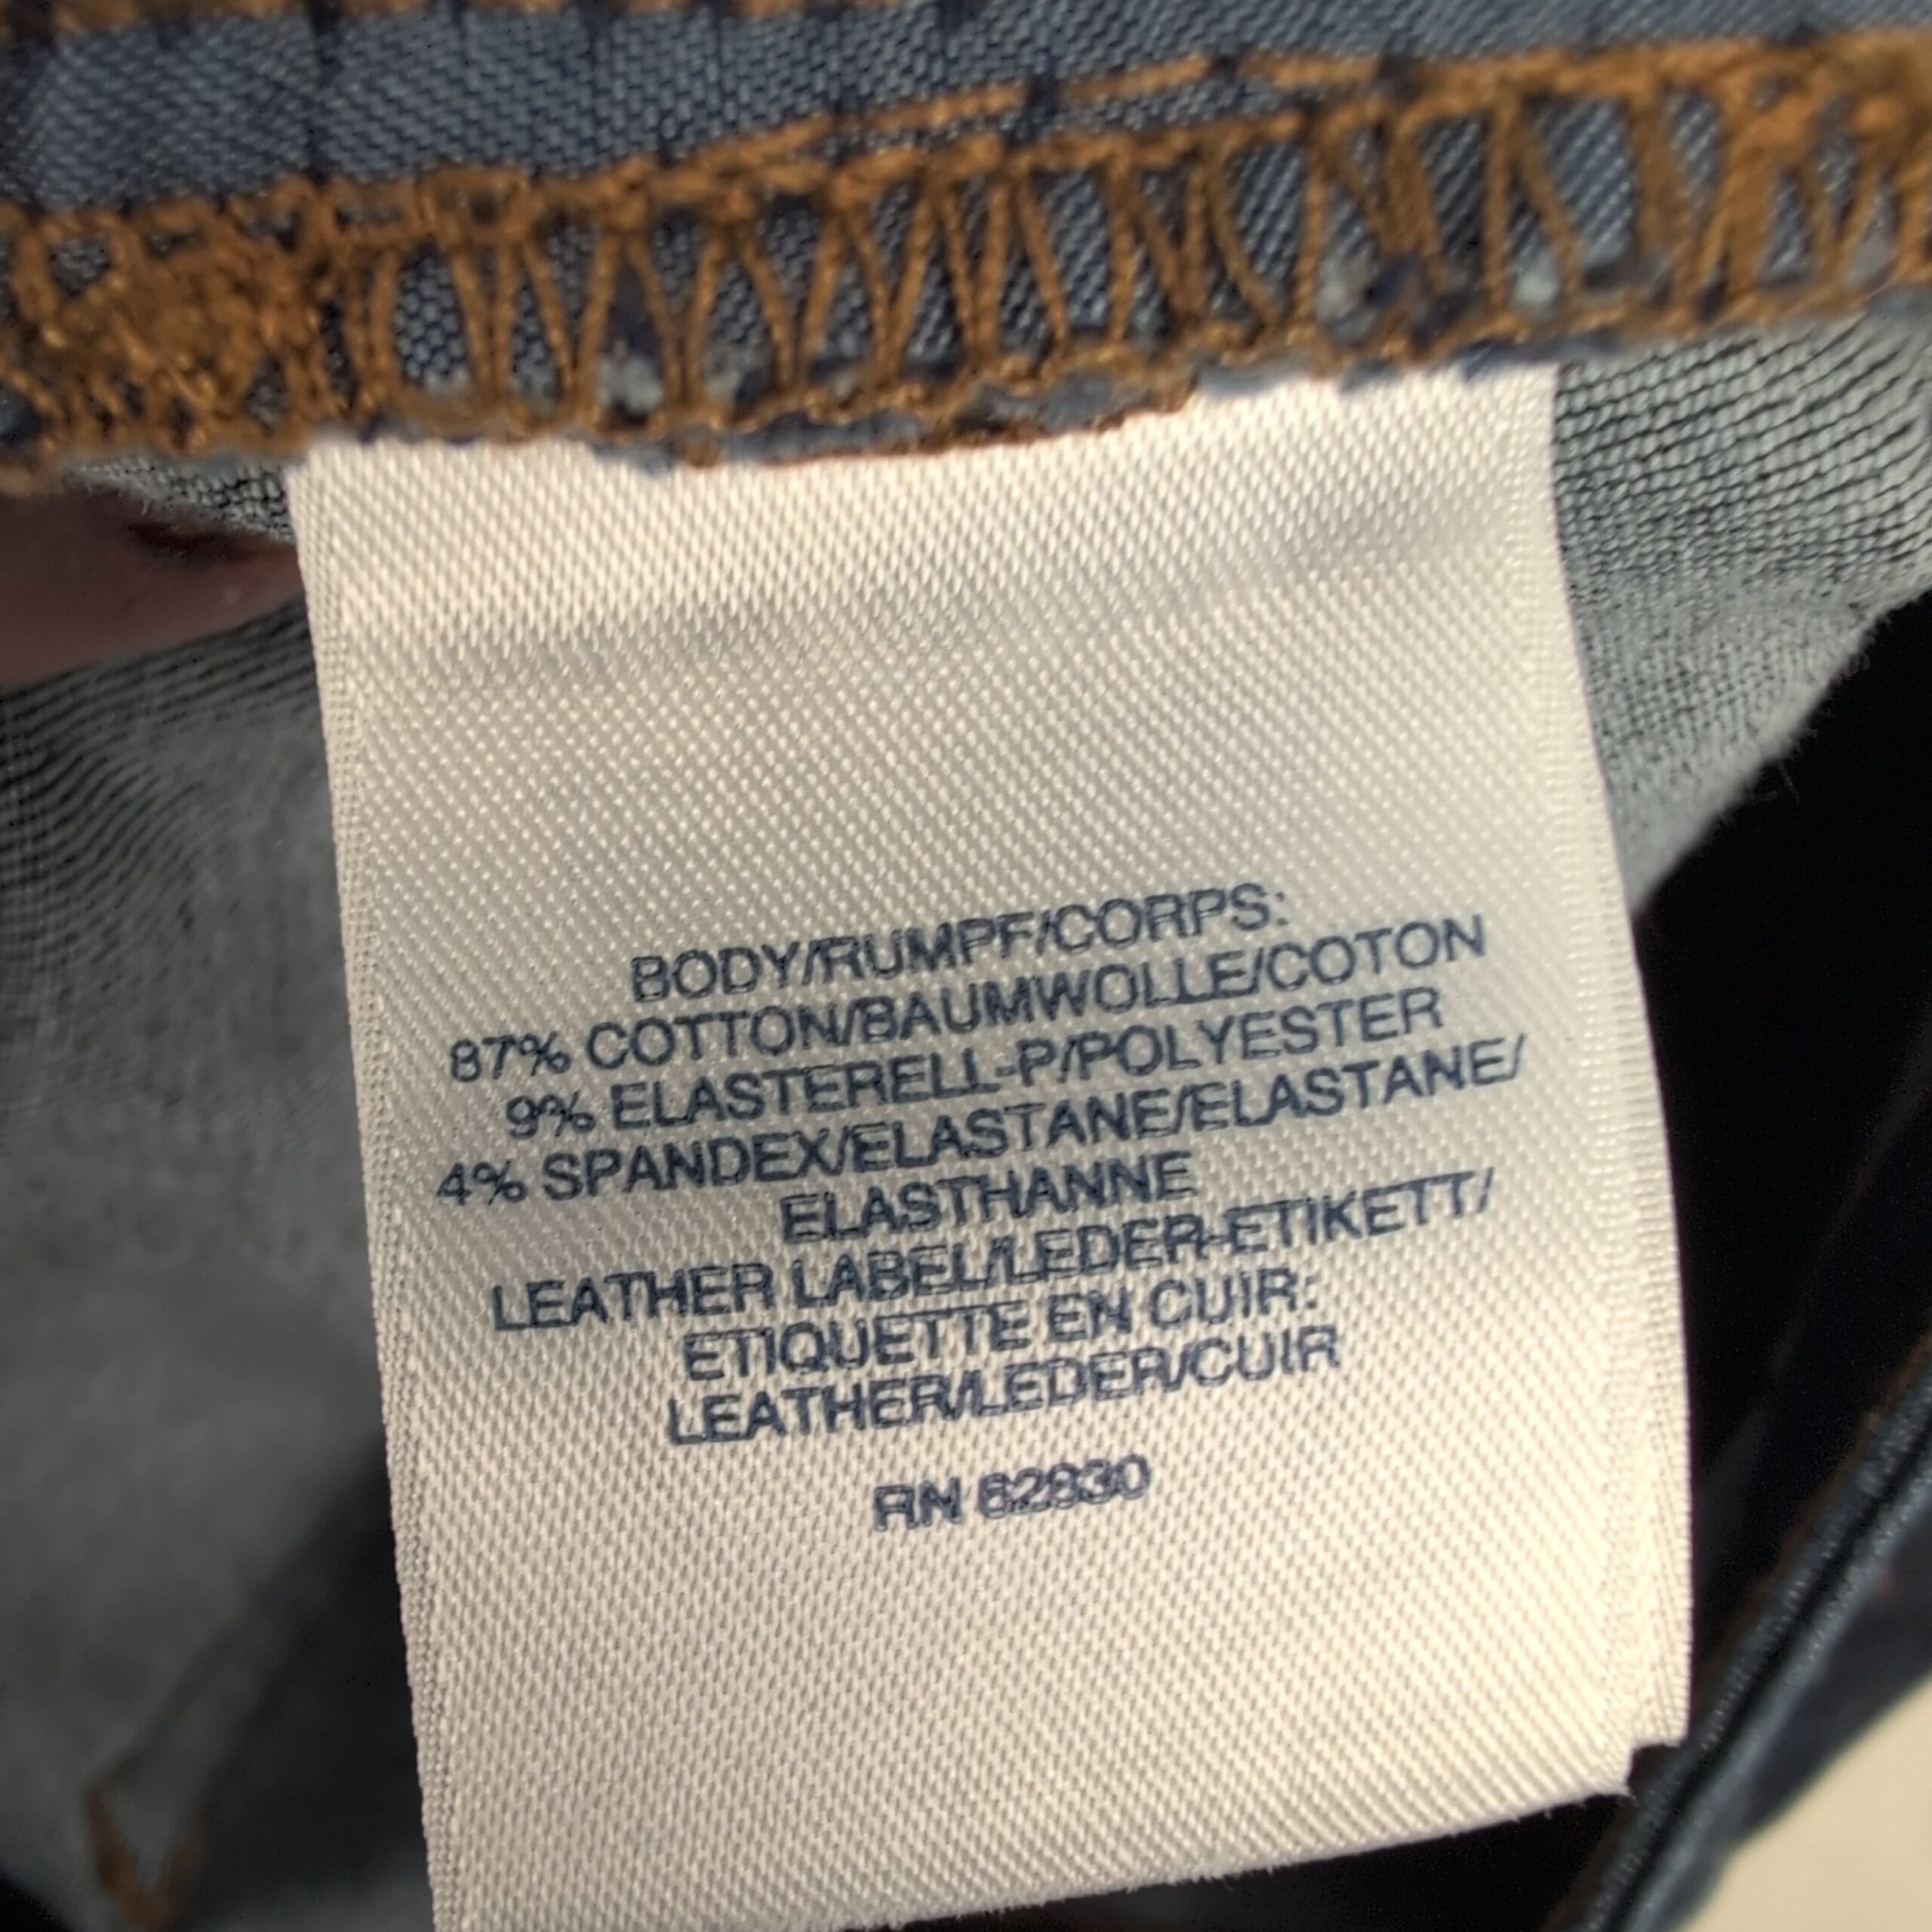 BODY/RUMPF/CORPS:
87% COTTON/BAUMWOLLE/COTON
9% ELASTERELL-P/POLYESTER
4% SPANDEX/ELASTANE/ELASTANE/
ELASTHANNE
LEATHER LABEL/LEDER-ETIKETT/
ETIQUETTE EN CUIR:
LEATHER/LEDER/CUIR
RN 62830